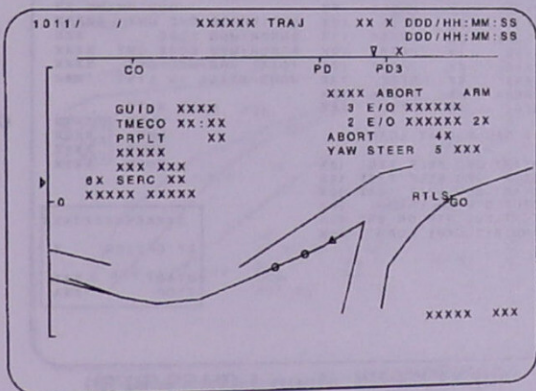 1011/ / XXXXXX TRAJ XX X DDD/HH:MM:SS
DDD/HH:MM:SS
X
CO PD PD3
XXXX ABORT ARM
GUID XXXX 3 E/O XXXXXX
TMECO XX:XX 2 E/O XXXXXX 2X
PRPLT XX ABORT 4X
XXXXX YAW STEER 5 XXX
XXX XXX
6X SERC XX
XXXXX XXXXX
RTLS
0 GO
XXXXX XXX